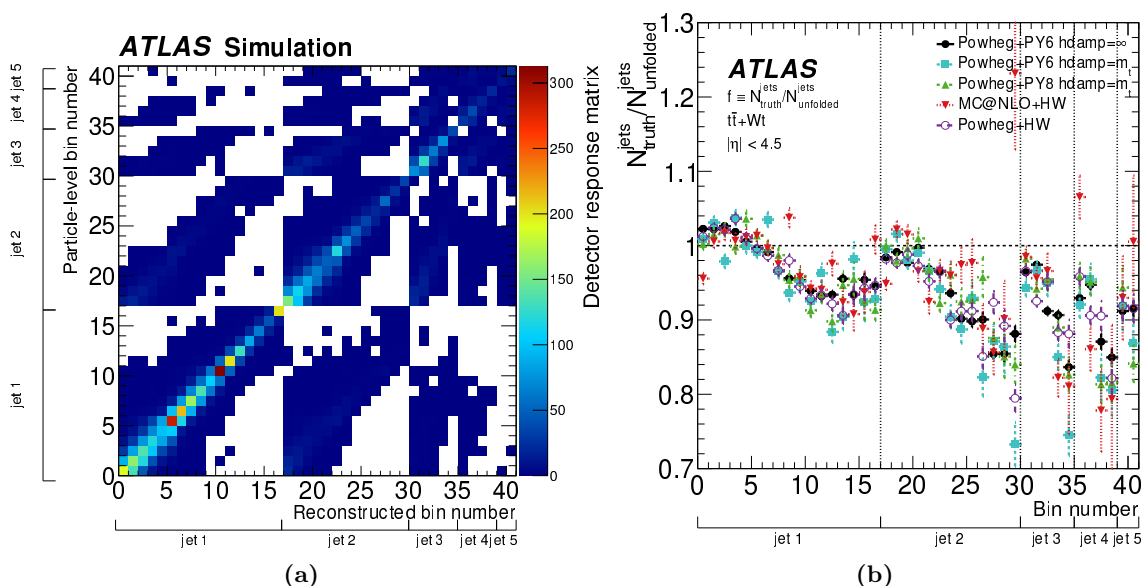 ATLAS Simulation
Particle-level bin number
jet 1
jet 2
jet 3
jet 4
jet 5
40
35
30
25
20
15
10
5
0
0 5 10 15 20 25 30 35 40
Reconstructed bin number
jet 1 jet 2 jet 3 jet 4 jet 5
300
250
200
150
100
50
0
Detector response matrix
(a)
N^jets_truth/N^jets_unfolded
1.3
1.1
1
0.9
0.8
0.7
ATLAS
f ≡ N^jets_truth/N^jets_unfolded
tt̄+Wt
|η| < 4.5
Powheg+PY6 hdamp=∞
Powheg+PY6 hdamp=m_t
Powheg+PY8 hdamp=m_t
MC@NLO+HW
Powheg+HW
0 5 10 15 20 25 30 35 40
Bin number
jet 1 jet 2 jet 3 jet 4 jet 5
(b)